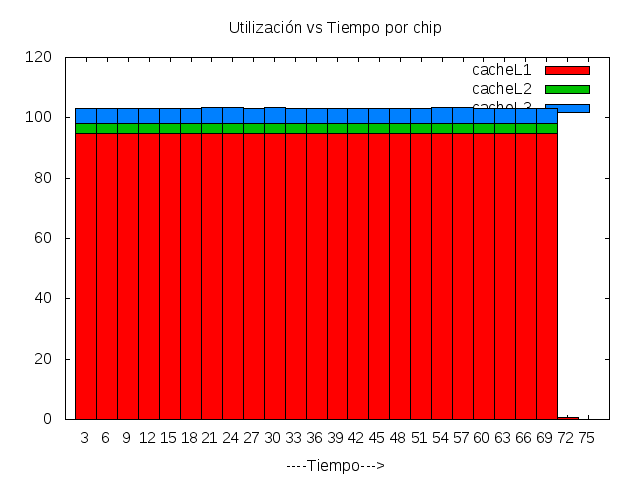 Utilización vs Tiempo por chip
cacheL1
cacheL2
cacheL3
120
100
80
60
40
20
0
3 6 9 12 15 18 21 24 27 30 33 36 39 42 45 48 51 54 57 60 63 66 69 72 75
----Tiempo--->